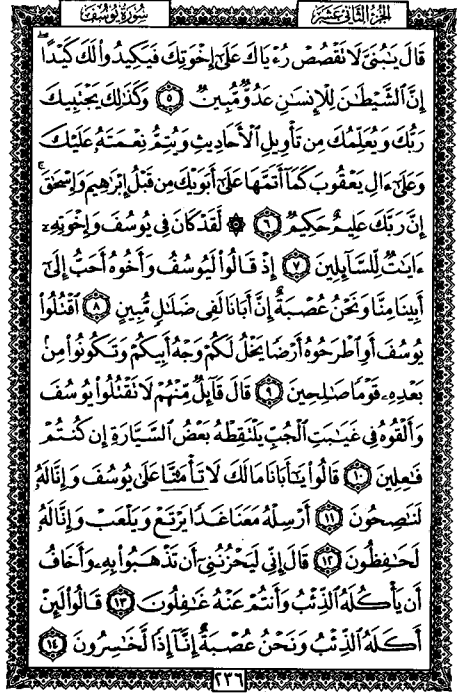 الجزء الثاني عشر
سورة يوسف
قَالَ يَٰبُنَيَّ لَا تَقْصُصْ رُءْيَاكَ عَلَىٰٓ إِخْوَتِكَ فَيَكِيدُوا۟ لَكَ كَيْدًا ۖ
إِنَّ ٱلشَّيْطَٰنَ لِلْإِنسَٰنِ عَدُوٌّ مُّبِينٌ ٥ وَكَذَٰلِكَ يَجْتَبِيكَ
رَبُّكَ وَيُعَلِّمُكَ مِن تَأْوِيلِ ٱلْأَحَادِيثِ وَيُتِمُّ نِعْمَتَهُۥ عَلَيْكَ
وَعَلَىٰٓ ءَالِ يَعْقُوبَ كَمَآ أَتَمَّهَا عَلَىٰٓ أَبَوَيْكَ مِن قَبْلُ إِبْرَٰهِيمَ وَإِسْحَٰقَ ۚ
إِنَّ رَبَّكَ عَلِيمٌ حَكِيمٌ ٦ ۞ لَّقَدْ كَانَ فِى يُوسُفَ وَإِخْوَتِهِۦٓ
ءَايَٰتٌ لِّلسَّآئِلِينَ ٧ إِذْ قَالُوا۟ لَيُوسُفُ وَأَخُوهُ أَحَبُّ إِلَىٰٓ
أَبِينَا مِنَّا وَنَحْنُ عُصْبَةٌ إِنَّ أَبَانَا لَفِى ضَلَٰلٍ مُّبِينٍ ٨ ٱقْتُلُوا۟
يُوسُفَ أَوِ ٱطْرَحُوهُ أَرْضًا يَخْلُ لَكُمْ وَجْهُ أَبِيكُمْ وَتَكُونُوا۟ مِنۢ
بَعْدِهِۦ قَوْمًا صَٰلِحِينَ ٩ قَالَ قَآئِلٌ مِّنْهُمْ لَا تَقْتُلُوا۟ يُوسُفَ
وَأَلْقُوهُ فِى غَيَٰبَتِ ٱلْجُبِّ يَلْتَقِطْهُ بَعْضُ ٱلسَّيَّارَةِ إِن كُنتُمْ
فَٰعِلِينَ ١٠ قَالُوا۟ يَٰٓأَبَانَا مَا لَكَ لَا تَأْمَ۫نَّا عَلَىٰ يُوسُفَ وَإِنَّا لَهُۥ
لَنَٰصِحُونَ ١١ أَرْسِلْهُ مَعَنَا غَدًا يَرْتَعْ وَيَلْعَبْ وَإِنَّا لَهُۥ
لَحَٰفِظُونَ ١٢ قَالَ إِنِّى لَيَحْزُنُنِىٓ أَن تَذْهَبُوا۟ بِهِۦ وَأَخَافُ
أَن يَأْكُلَهُ ٱلذِّئْبُ وَأَنتُمْ عَنْهُ غَٰفِلُونَ ١٣ قَالُوا۟ لَئِنْ
أَكَلَهُ ٱلذِّئْبُ وَنَحْنُ عُصْبَةٌ إِنَّآ إِذًا لَّخَٰسِرُونَ ١٤
٢٣٦